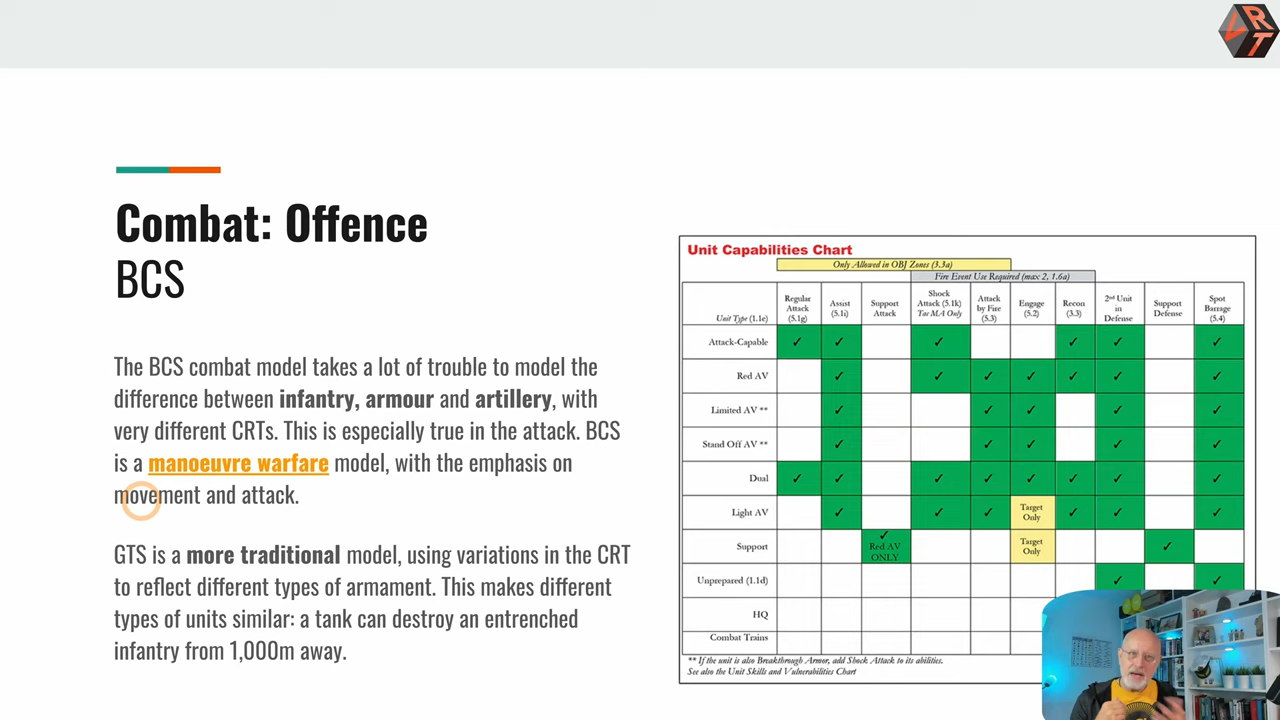 VRT
Combat: Offence
BCS
The BCS combat model takes a lot of trouble to model the
difference between infantry, armour and artillery, with
very different CRTs. This is especially true in the attack. BCS
is a manoeuvre warfare model, with the emphasis on
movement and attack.
GTS is a more traditional model, using variations in the CRT
to reflect different types of armament. This makes different
types of units similar: a tank can destroy an entrenched
infantry from 1,000m away.
Unit Capabilities Chart
Only Allowed in OBJ Zones (3.3a)
Fire Event Use Required (max 2, 1.6a)
Unit Type (1.1e)
Regular
Attack
(5.1g)
Assist
(5.1i)
Support
Attack
Shock
Attack (5.1k)
Tac MA Only
Attack
by Fire
(5.3)
Engage
(5.2)
Recon
(3.3)
2nd Unit
in
Defense
Support
Defense
Spot
Barrage
(5.4)
Attack-Capable ✓ ✓ ✓ ✓ ✓ ✓
Red AV ✓ ✓ ✓ ✓ ✓ ✓ ✓
Limited AV ** ✓ ✓ ✓ ✓ ✓
Stand Off AV ** ✓ ✓ ✓ ✓ ✓
Dual ✓ ✓ ✓ ✓ ✓ ✓ ✓ ✓
Light AV ✓ ✓ ✓ Target Only ✓ ✓ ✓
Support ✓ Red AV ONLY Target Only ✓
Unprepared (1.1d) ✓ ✓
HQ
Combat Trains
** If the unit is also Breakthrough Armor, add Shock Attack to its abilities.
See also the Unit Skills and Vulnerabilities Chart